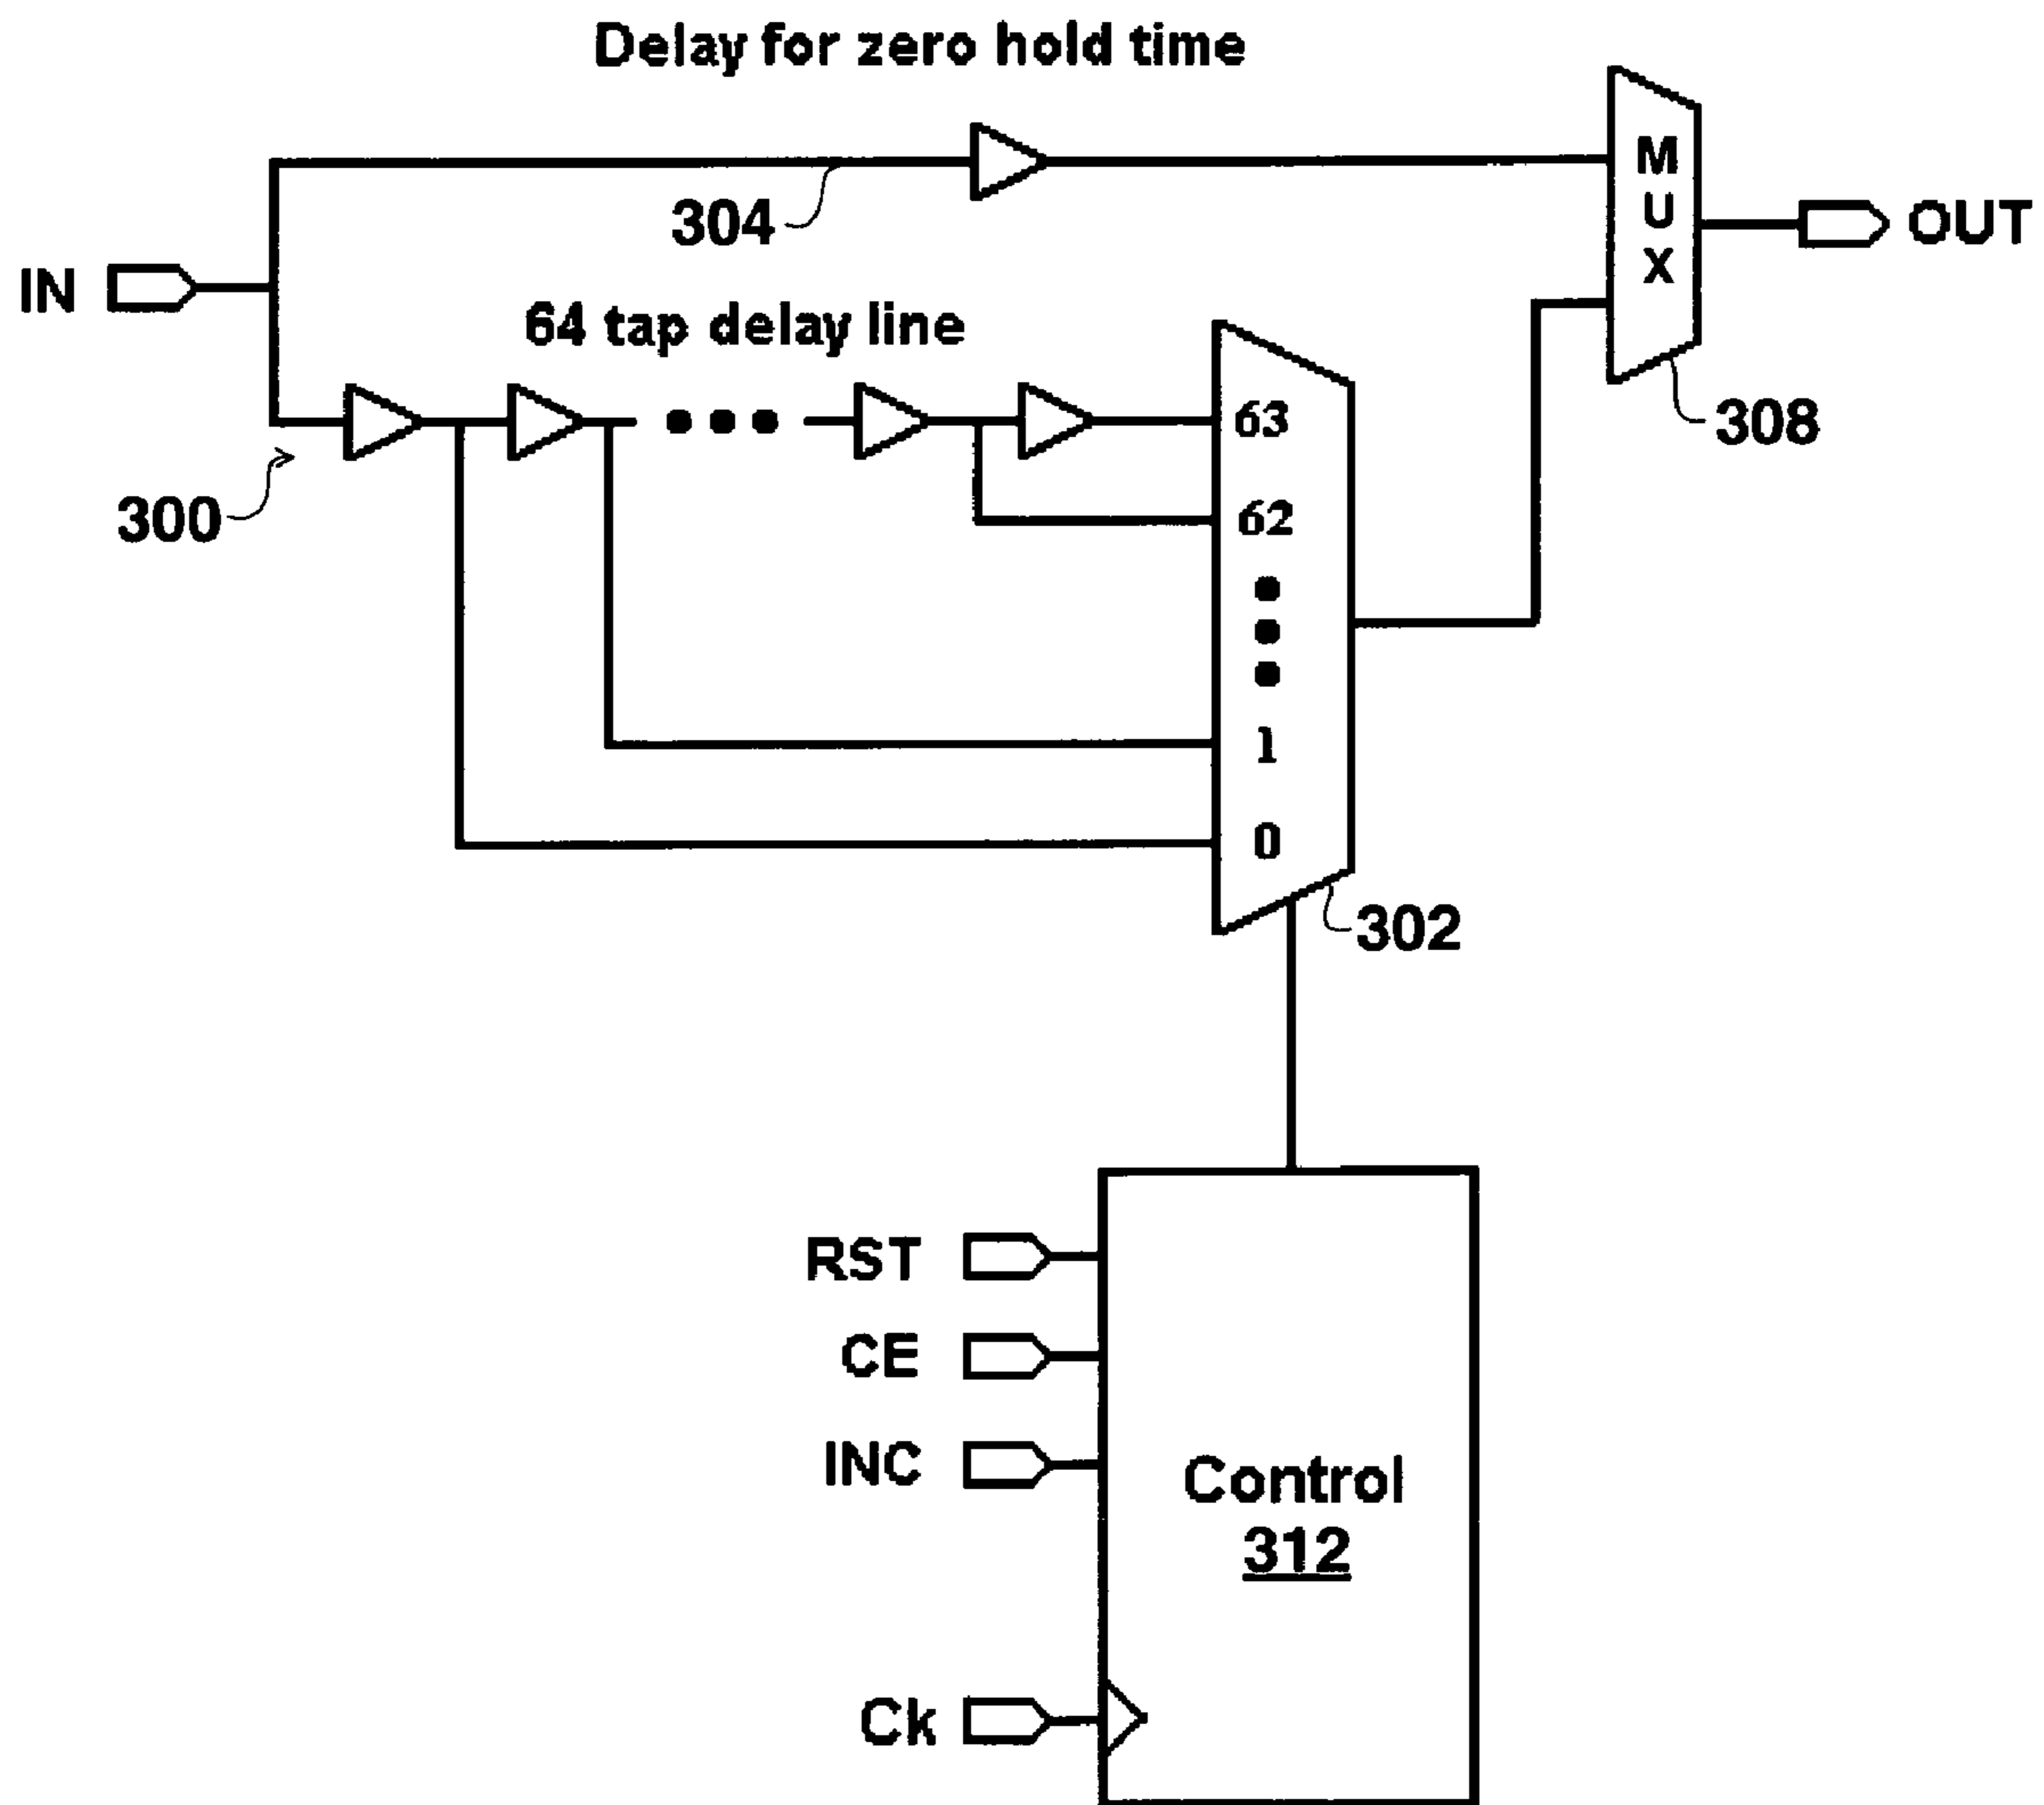 Delay for zero hold time
MUX
304
OUT
IN
64 tap delay line
63
308
300
62
1
0
302
RST
CE
INC
Control
312
Ck